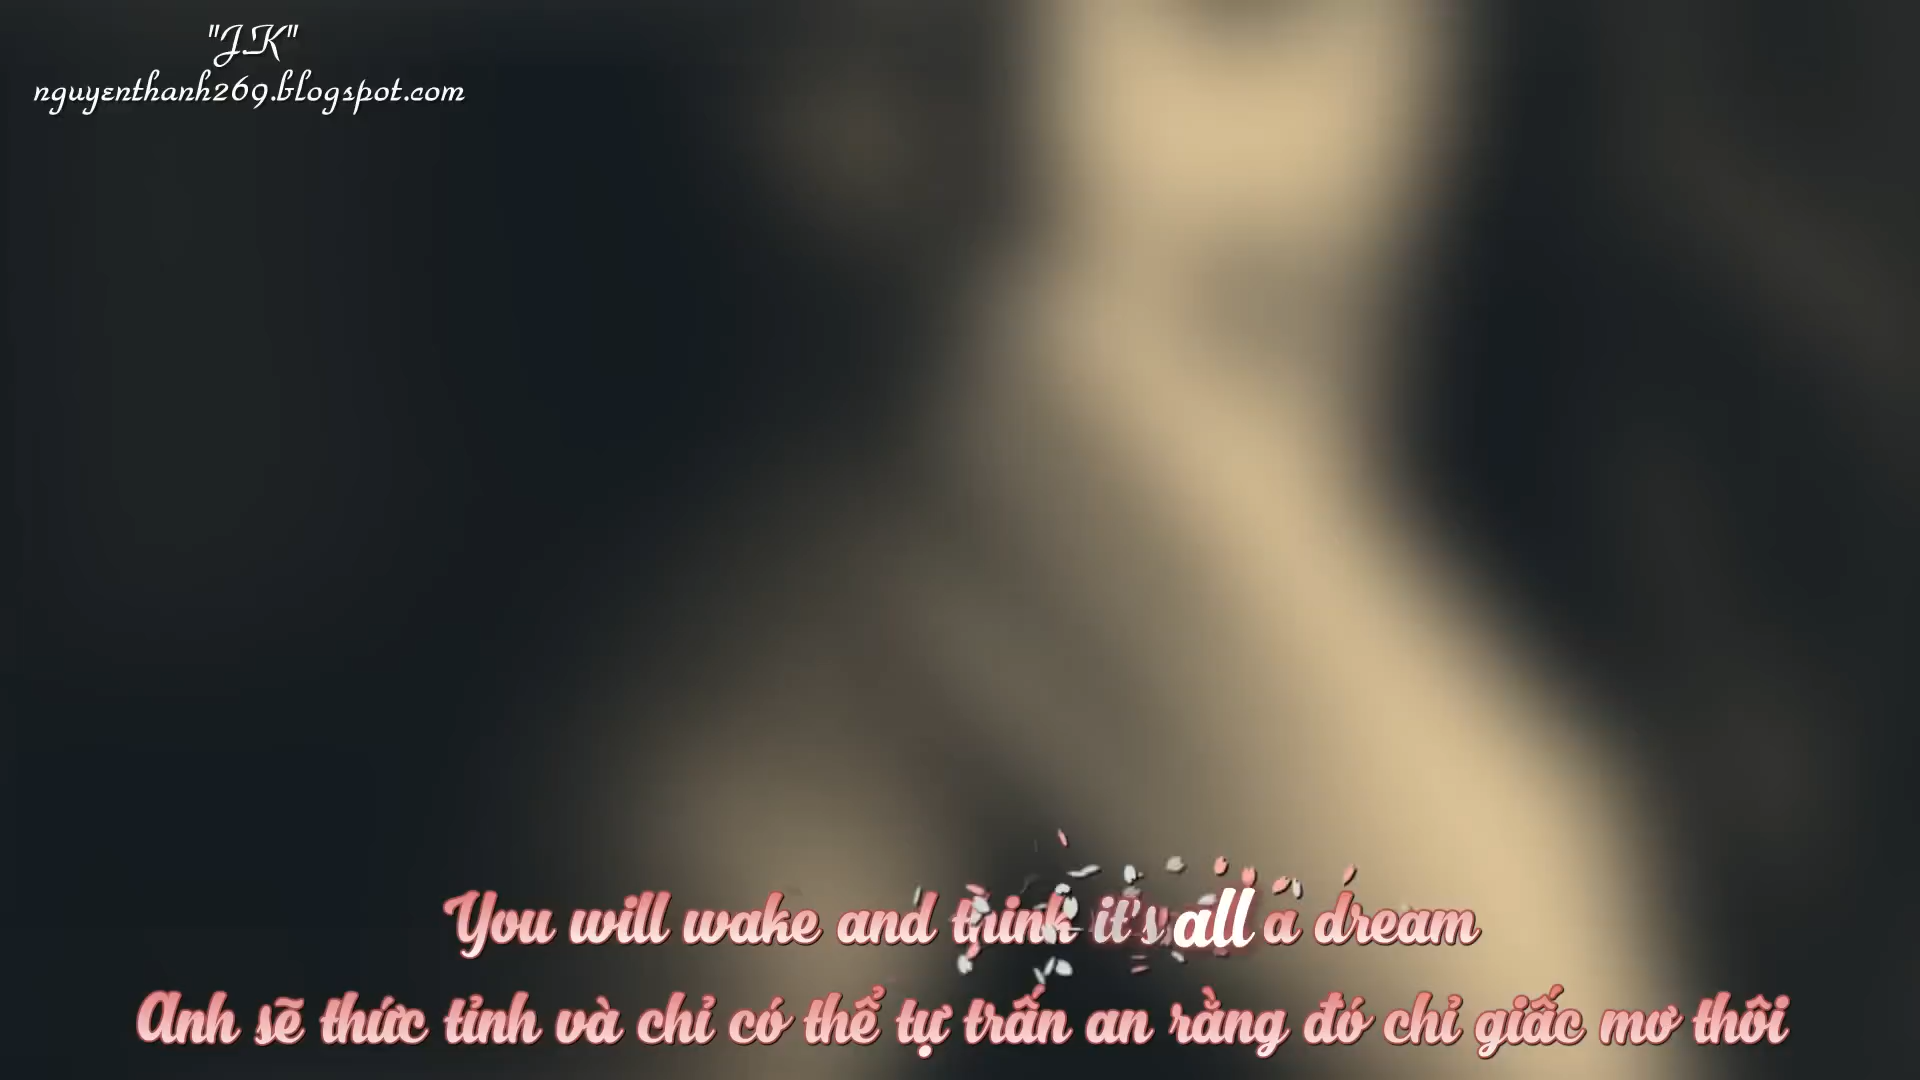 "J.K"
nguyenthanh269.blogspot.com
You will wake and think it's all a dream
Anh sẽ thức tỉnh và chỉ có thể tự trấn an rằng đó chỉ giấc mơ thôi